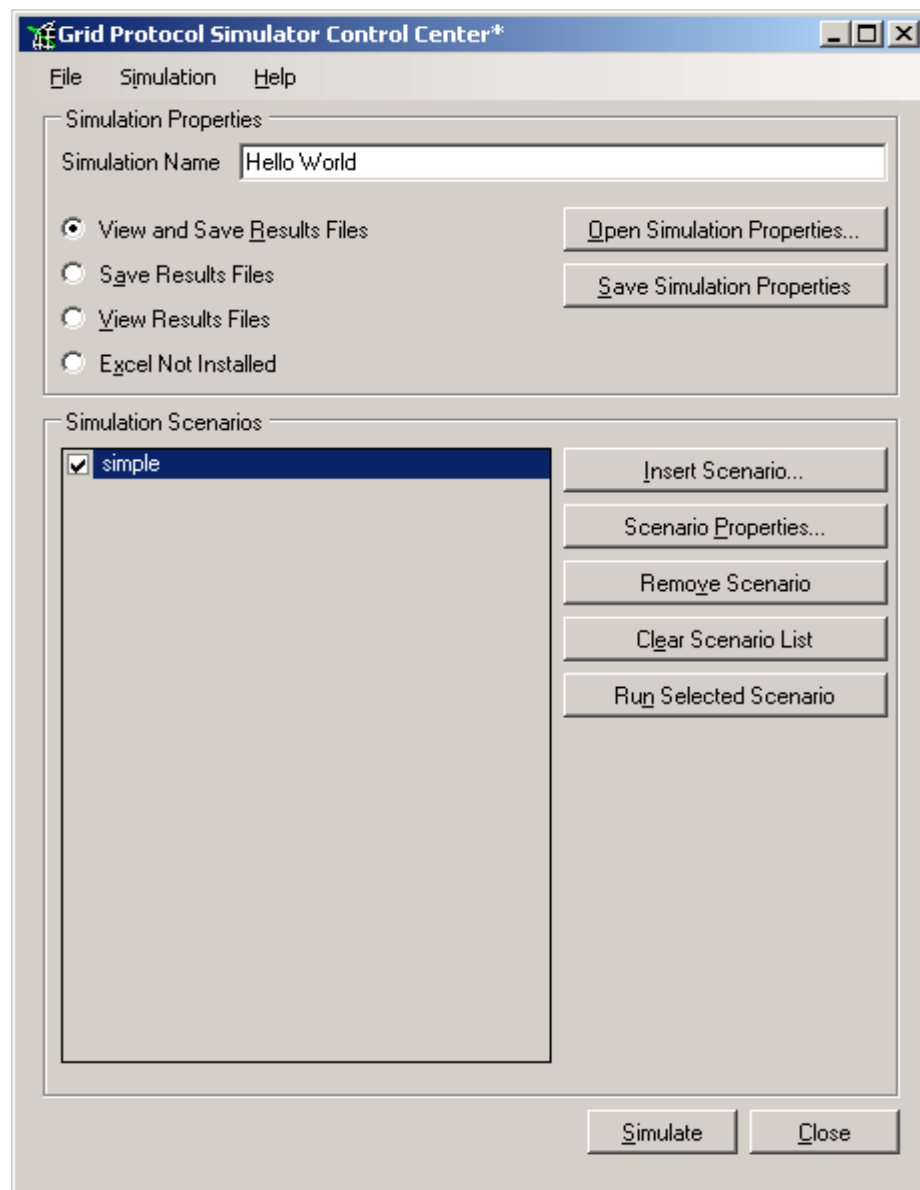 Grid Protocol Simulator Control Center*
File Simulation Help
Simulation Properties
Simulation Name Hello World
View and Save Results Files
Open Simulation Properties...
Save Results Files
Save Simulation Properties
View Results Files
Excel Not Installed
Simulation Scenarios
simple
Insert Scenario...
Scenario Properties...
Remove Scenario
Clear Scenario List
Run Selected Scenario
Simulate Close